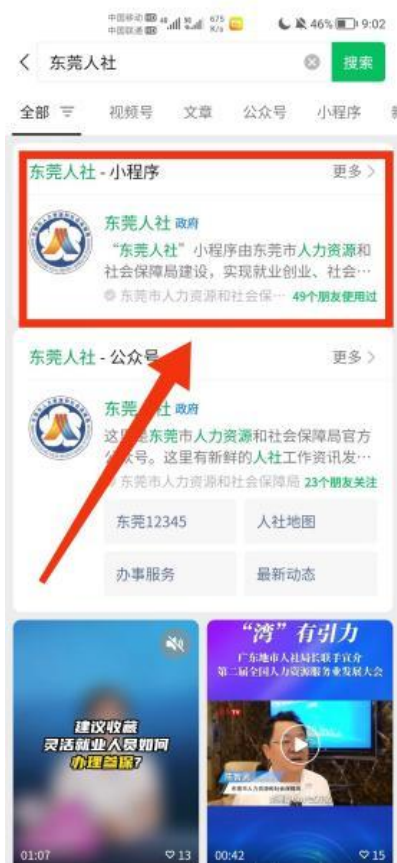 中国移动 HD 4G 5G 675 K/s 46% 9:02
中国联通 HD
东莞人社
搜索
全部 视频号 文章 公众号 小程序
东莞人社 - 小程序 更多
东莞人社 政府
“东莞人社”小程序由东莞市人力资源和
社会保障局建设，实现就业创业、社会…
东莞市人力资源和社会保… 49个朋友使用过
东莞人社 - 公众号 更多
东莞 社 政府
这 是东莞市人力资源和社会保障局官方
公众号。这里有新鲜的人社工作资讯发…
东莞市人力资源和社会保障局 23个朋友关注
东莞12345 人社地图
办事服务 最新动态
建议收藏
灵活就业人员如何
办理参保?
01:07 13
“湾”有引力
广东地市人社局长联手宣介
第二届全国人力资源服务业发展大会
00:42 15